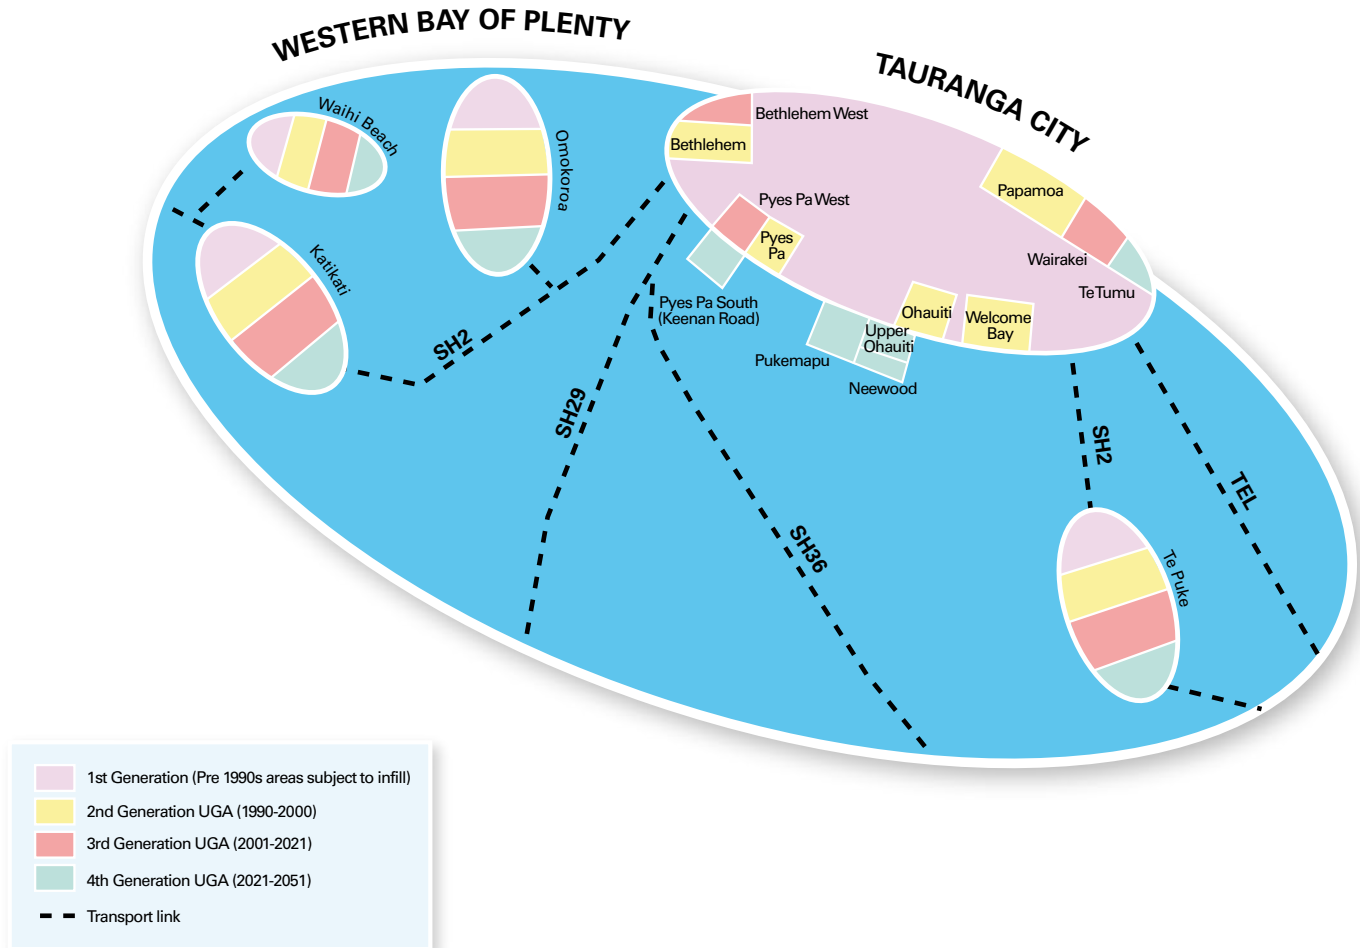 WESTERN BAY OF PLENTY
TAURANGA CITY
Waihi Beach
Omokoroa
Katikati
Bethlehem West
Bethlehem
Pyes Pa West
Pyes
Pa
Pyes Pa South
(Keenan Road)
Papamoa
Wairakei
Te Tumu
Ohauiti
Welcome
Bay
Upper
Ohauiti
Pukemapu
Neewood
SH2
SH29
SH36
SH2
TEL
Te Puke
1st Generation (Pre 1990s areas subject to infill)
2nd Generation UGA (1990-2000)
3rd Generation UGA (2001-2021)
4th Generation UGA (2021-2051)
Transport link